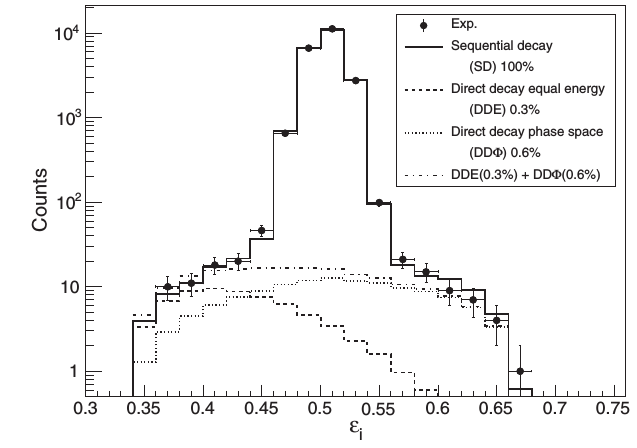 10⁴
10³
10²
10
1
Counts
Exp.
Sequential decay
(SD) 100%
Direct decay equal energy
(DDE) 0.3%
Direct decay phase space
(DDΦ) 0.6%
DDE(0.3%) + DDΦ(0.6%)
0.3 0.35 0.4 0.45 0.5 0.55 0.6 0.65 0.7 0.75
εi